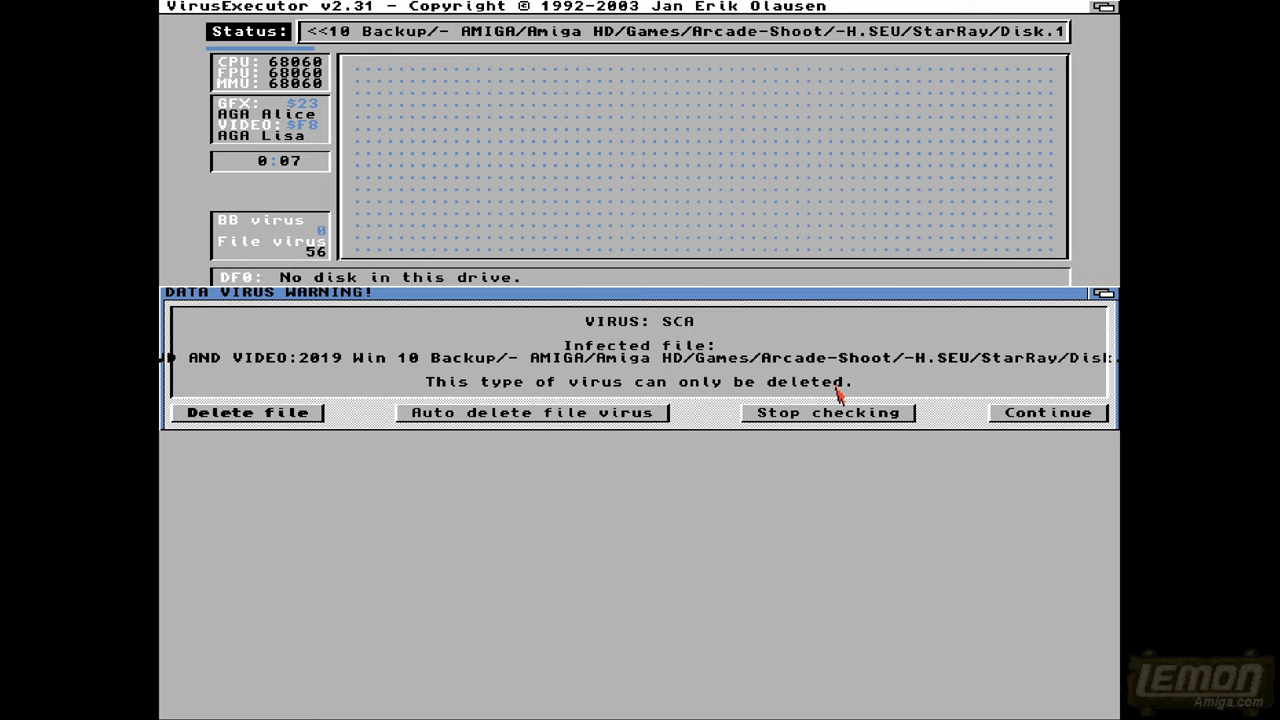 VirusExecutor v2.31 - Copyright © 1992-2003 Jan Erik Olausen
Status: <<10 Backup/- AMIGA/Amiga HD/Games/Arcade-Shoot/-H.SEU/StarRay/Disk.1
CPU: 68060
FPU: 68060
MMU: 68060
GFX: $23
AGA Alice
VIDEO: $F8
AGA Lisa
0:07
BB virus
0
File virus
56
DF0: No disk in this drive.
DATA VIRUS WARNING!
VIRUS: SCA
Infected file:
AND VIDEO:2019 Win 10 Backup/- AMIGA/Amiga HD/Games/Arcade-Shoot/-H.SEU/StarRay/Disk.
This type of virus can only be deleted.
Delete file Auto delete file virus Stop checking Continue
LEMON
Amiga.com